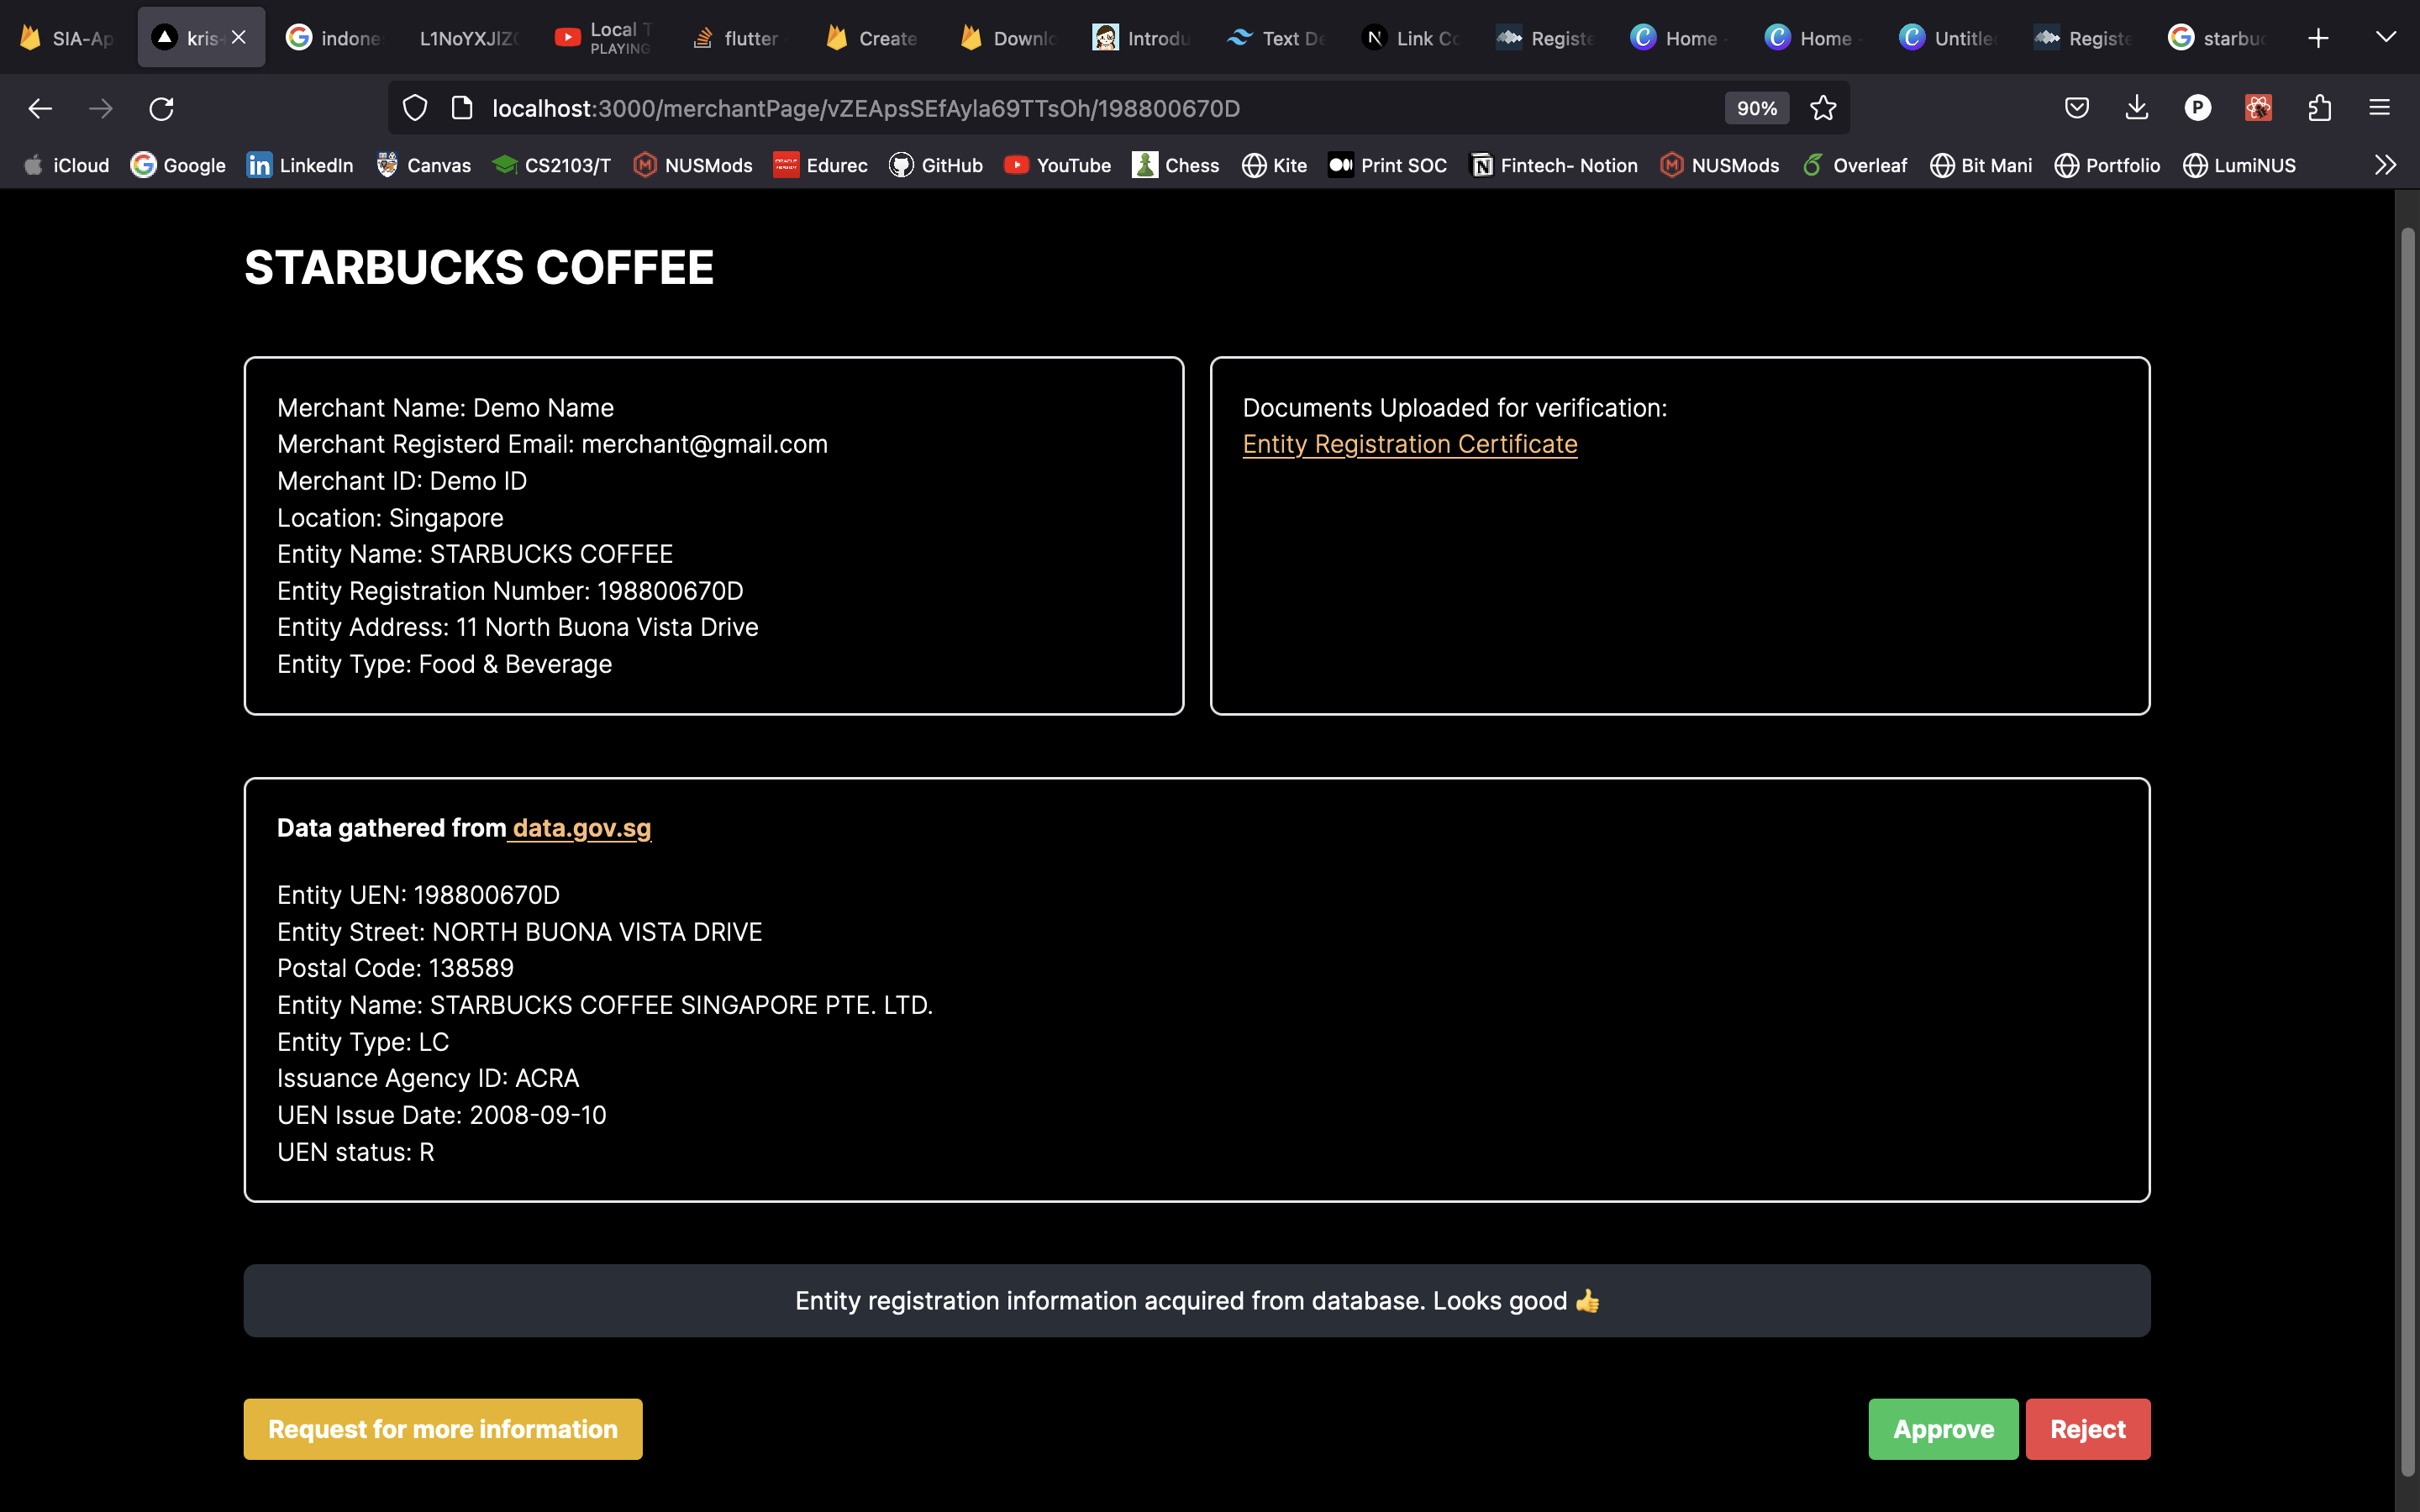 SIA-Ap
kris-
indone
L1NoYXJlZ
Local T
PLAYING
flutter
Create
Downlo
Introdu
Text De
Link Co
Registe
Home
Home
Untitle
Registe
starbuc
localhost:3000/merchantPage/vZEApsSEfAyla69TTsOh/198800670D
90%
iCloud
Google
LinkedIn
Canvas
CS2103/T
NUSMods
Edurec
GitHub
YouTube
Chess
Kite
Print SOC
Fintech- Notion
NUSMods
Overleaf
Bit Mani
Portfolio
LumiNUS
STARBUCKS COFFEE
Merchant Name: Demo Name
Merchant Registerd Email: merchant@gmail.com
Merchant ID: Demo ID
Location: Singapore
Entity Name: STARBUCKS COFFEE
Entity Registration Number: 198800670D
Entity Address: 11 North Buona Vista Drive
Entity Type: Food & Beverage
Documents Uploaded for verification:
Entity Registration Certificate
Data gathered from data.gov.sg
Entity UEN: 198800670D
Entity Street: NORTH BUONA VISTA DRIVE
Postal Code: 138589
Entity Name: STARBUCKS COFFEE SINGAPORE PTE. LTD.
Entity Type: LC
Issuance Agency ID: ACRA
UEN Issue Date: 2008-09-10
UEN status: R
Entity registration information acquired from database. Looks good 👍
Request for more information
Approve
Reject